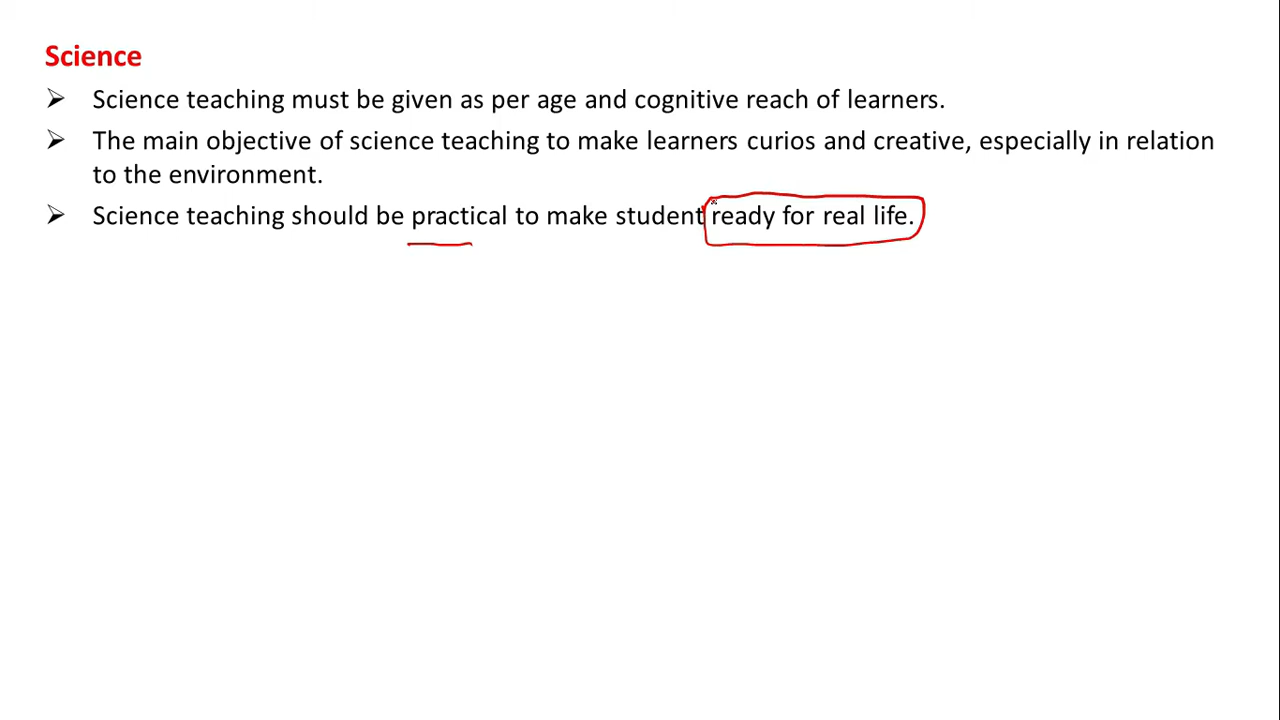 Science
➢ Science teaching must be given as per age and cognitive reach of learners.
➢ The main objective of science teaching to make learners curios and creative, especially in relation
to the environment.
➢ Science teaching should be practical to make student ready for real life.